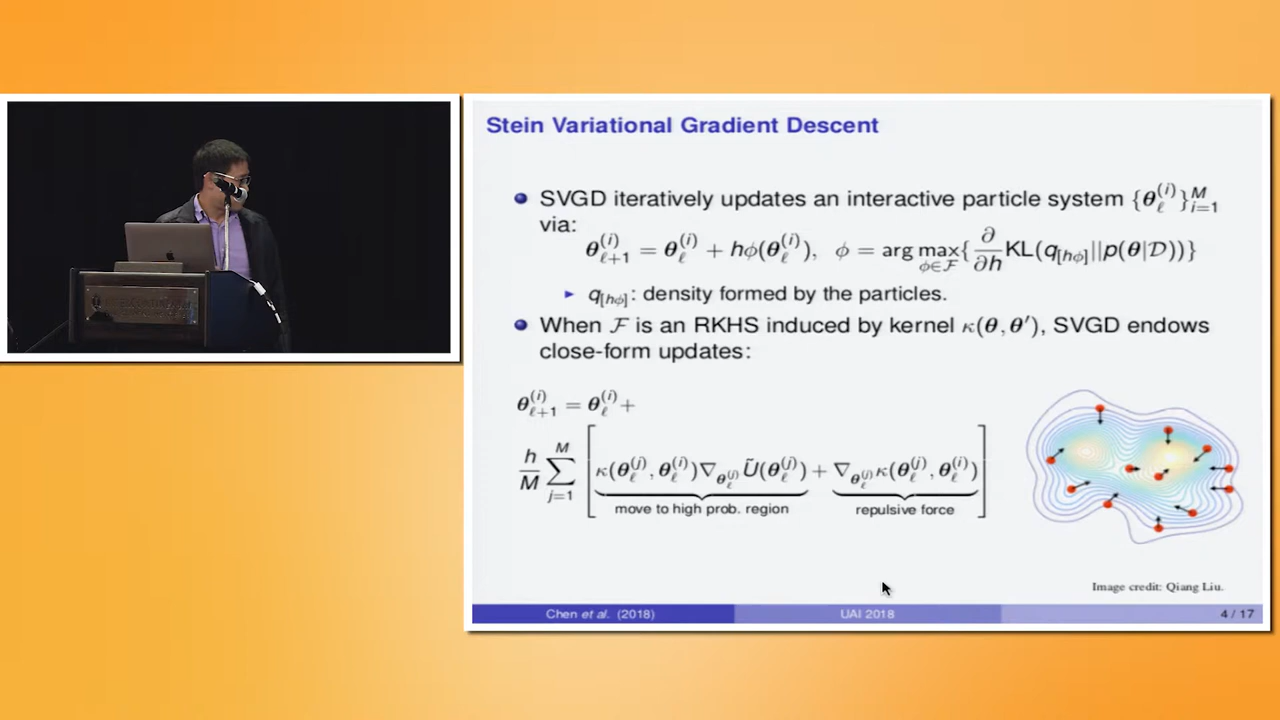 Stein Variational Gradient Descent
SVGD iteratively updates an interactive particle system {θ_ℓ^(i)}_{i=1}^M
via:
θ_{ℓ+1}^(i) = θ_ℓ^(i) + hϕ(θ_ℓ^(i)), ϕ = arg max_{ϕ∈F} { ∂/∂h KL(q_[hϕ]||p(θ|D))}
q_[hϕ]: density formed by the particles.
When F is an RKHS induced by kernel κ(θ, θ′), SVGD endows
close-form updates:
θ_{ℓ+1}^(i) = θ_ℓ^(i) +
h/M ∑_{j=1}^M [ κ(θ_ℓ^(j), θ_ℓ^(i))∇_{θ_ℓ^(j)} Ũ(θ_ℓ^(j)) + ∇_{θ_ℓ^(j)} κ(θ_ℓ^(j), θ_ℓ^(i)) ]
move to high prob. region repulsive force
Image credit: Qiang Liu.
Chen et al. (2018) UAI 2018 4 / 17